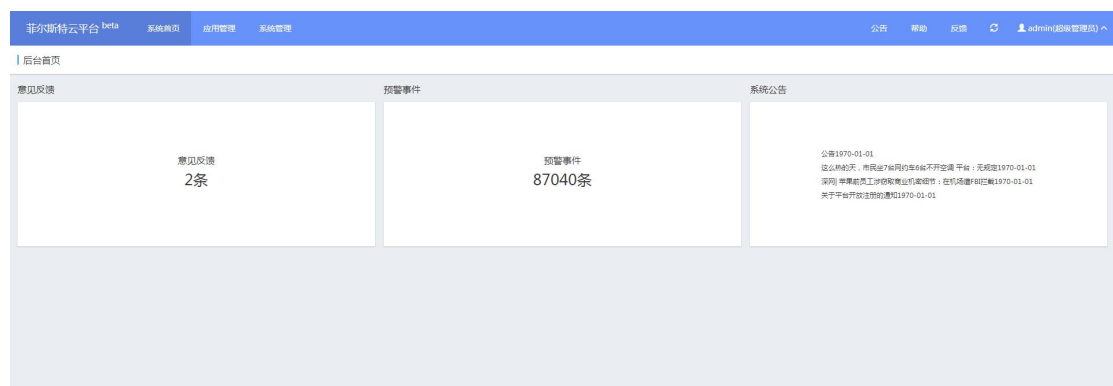 菲尔斯特云平台 beta 系统首页 应用管理 系统管理 公告 帮助 反馈 admin(超级管理员)
后台首页
意见反馈 预警事件 系统公告
意见反馈
2条
预警事件
87040条
公告1970-01-01
这么热的天，市民坐7台网约车6台不开空调 平台：无规定1970-01-01
深网| 苹果前员工涉窃取商业机密细节：在机场遭FBI拦截1970-01-01
关于平台开放注册的通知1970-01-01